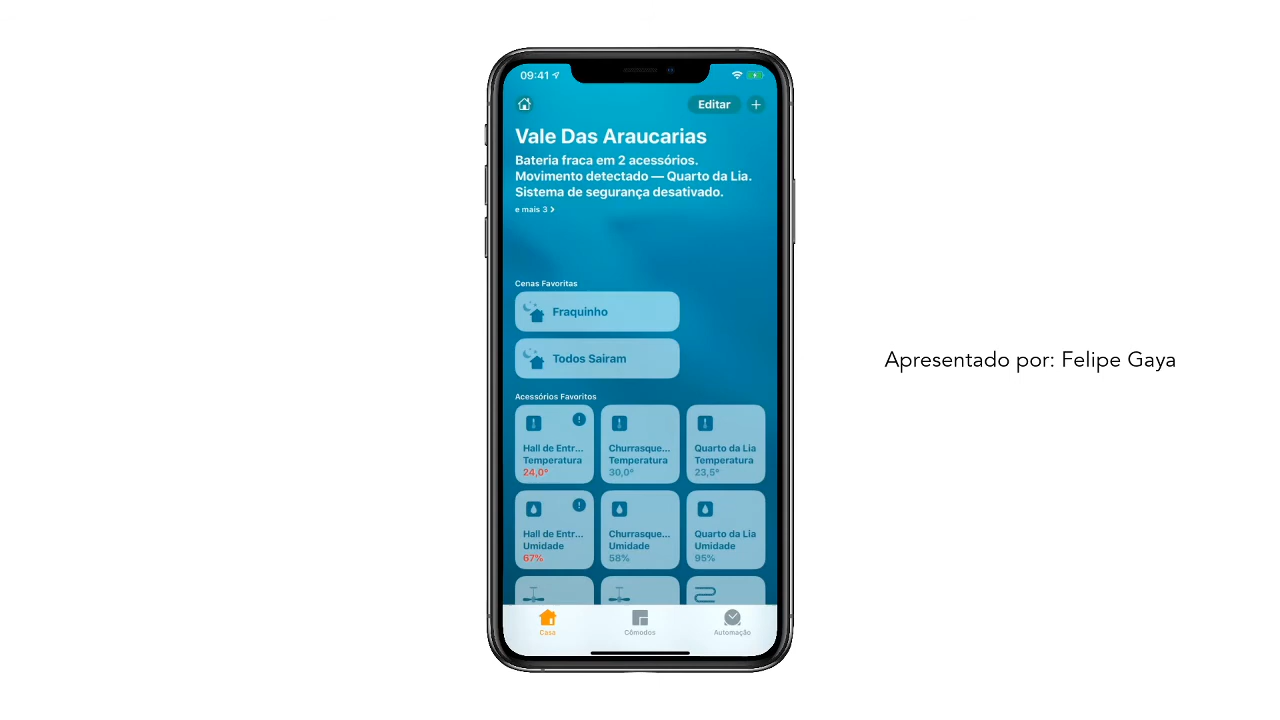 09:41
Editar
Vale Das Araucarias
Bateria fraca em 2 acessórios.
Movimento detectado — Quarto da Lia.
Sistema de segurança desativado.
e mais 3 >
Cenas Favoritas
Fraquinho
Todos Sairam
Acessórios Favoritos
Hall de Entr... Churrasque... Quarto da Lia
Temperatura Temperatura Temperatura
24,0° 30,0° 23,5°
Hall de Entr... Churrasque... Quarto da Lia
Umidade Umidade Umidade
67% 58% 95%
Casa Cômodos Automação
Apresentado por: Felipe Gaya